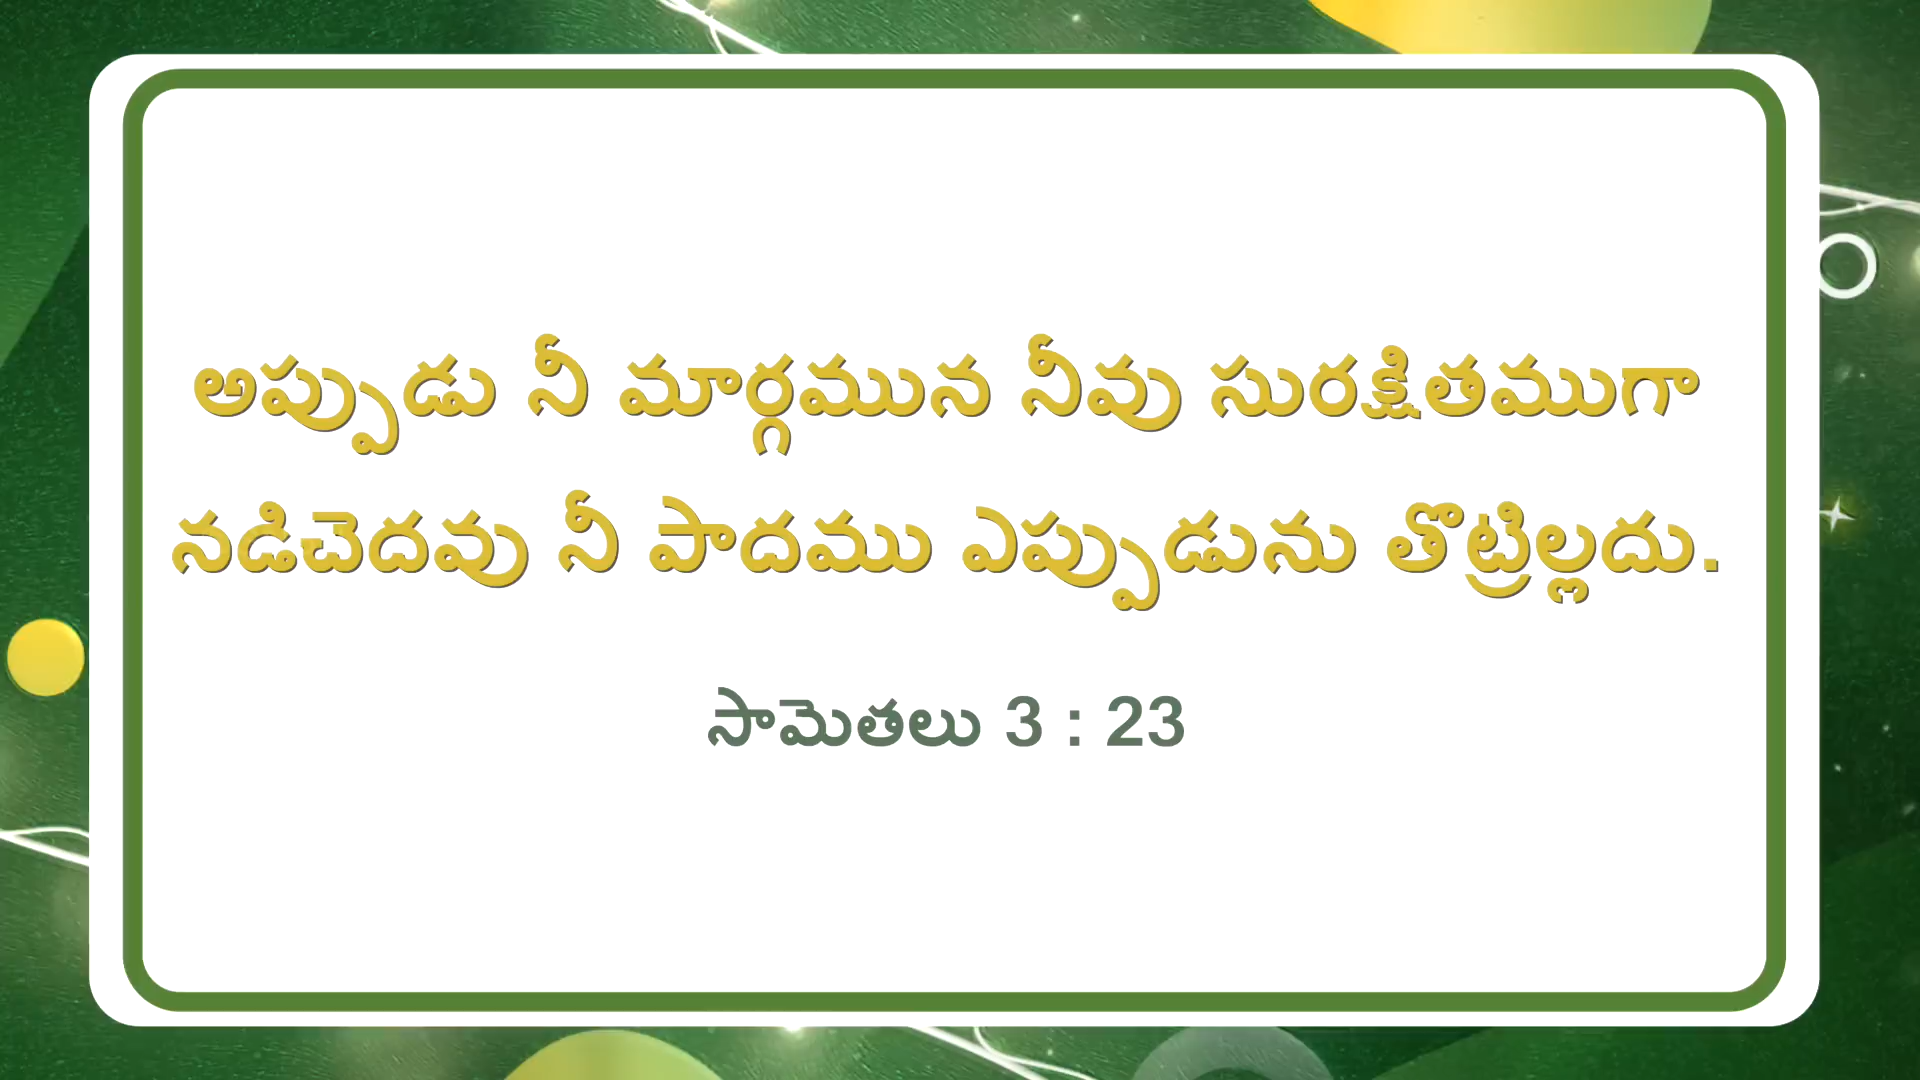 అప్పుడు నీ మార్గమున నీవు సురక్షితముగా
నడిచెదవు నీ పాదము ఎప్పుడును తొట్రిల్లదు.
సామెతలు 3 : 23